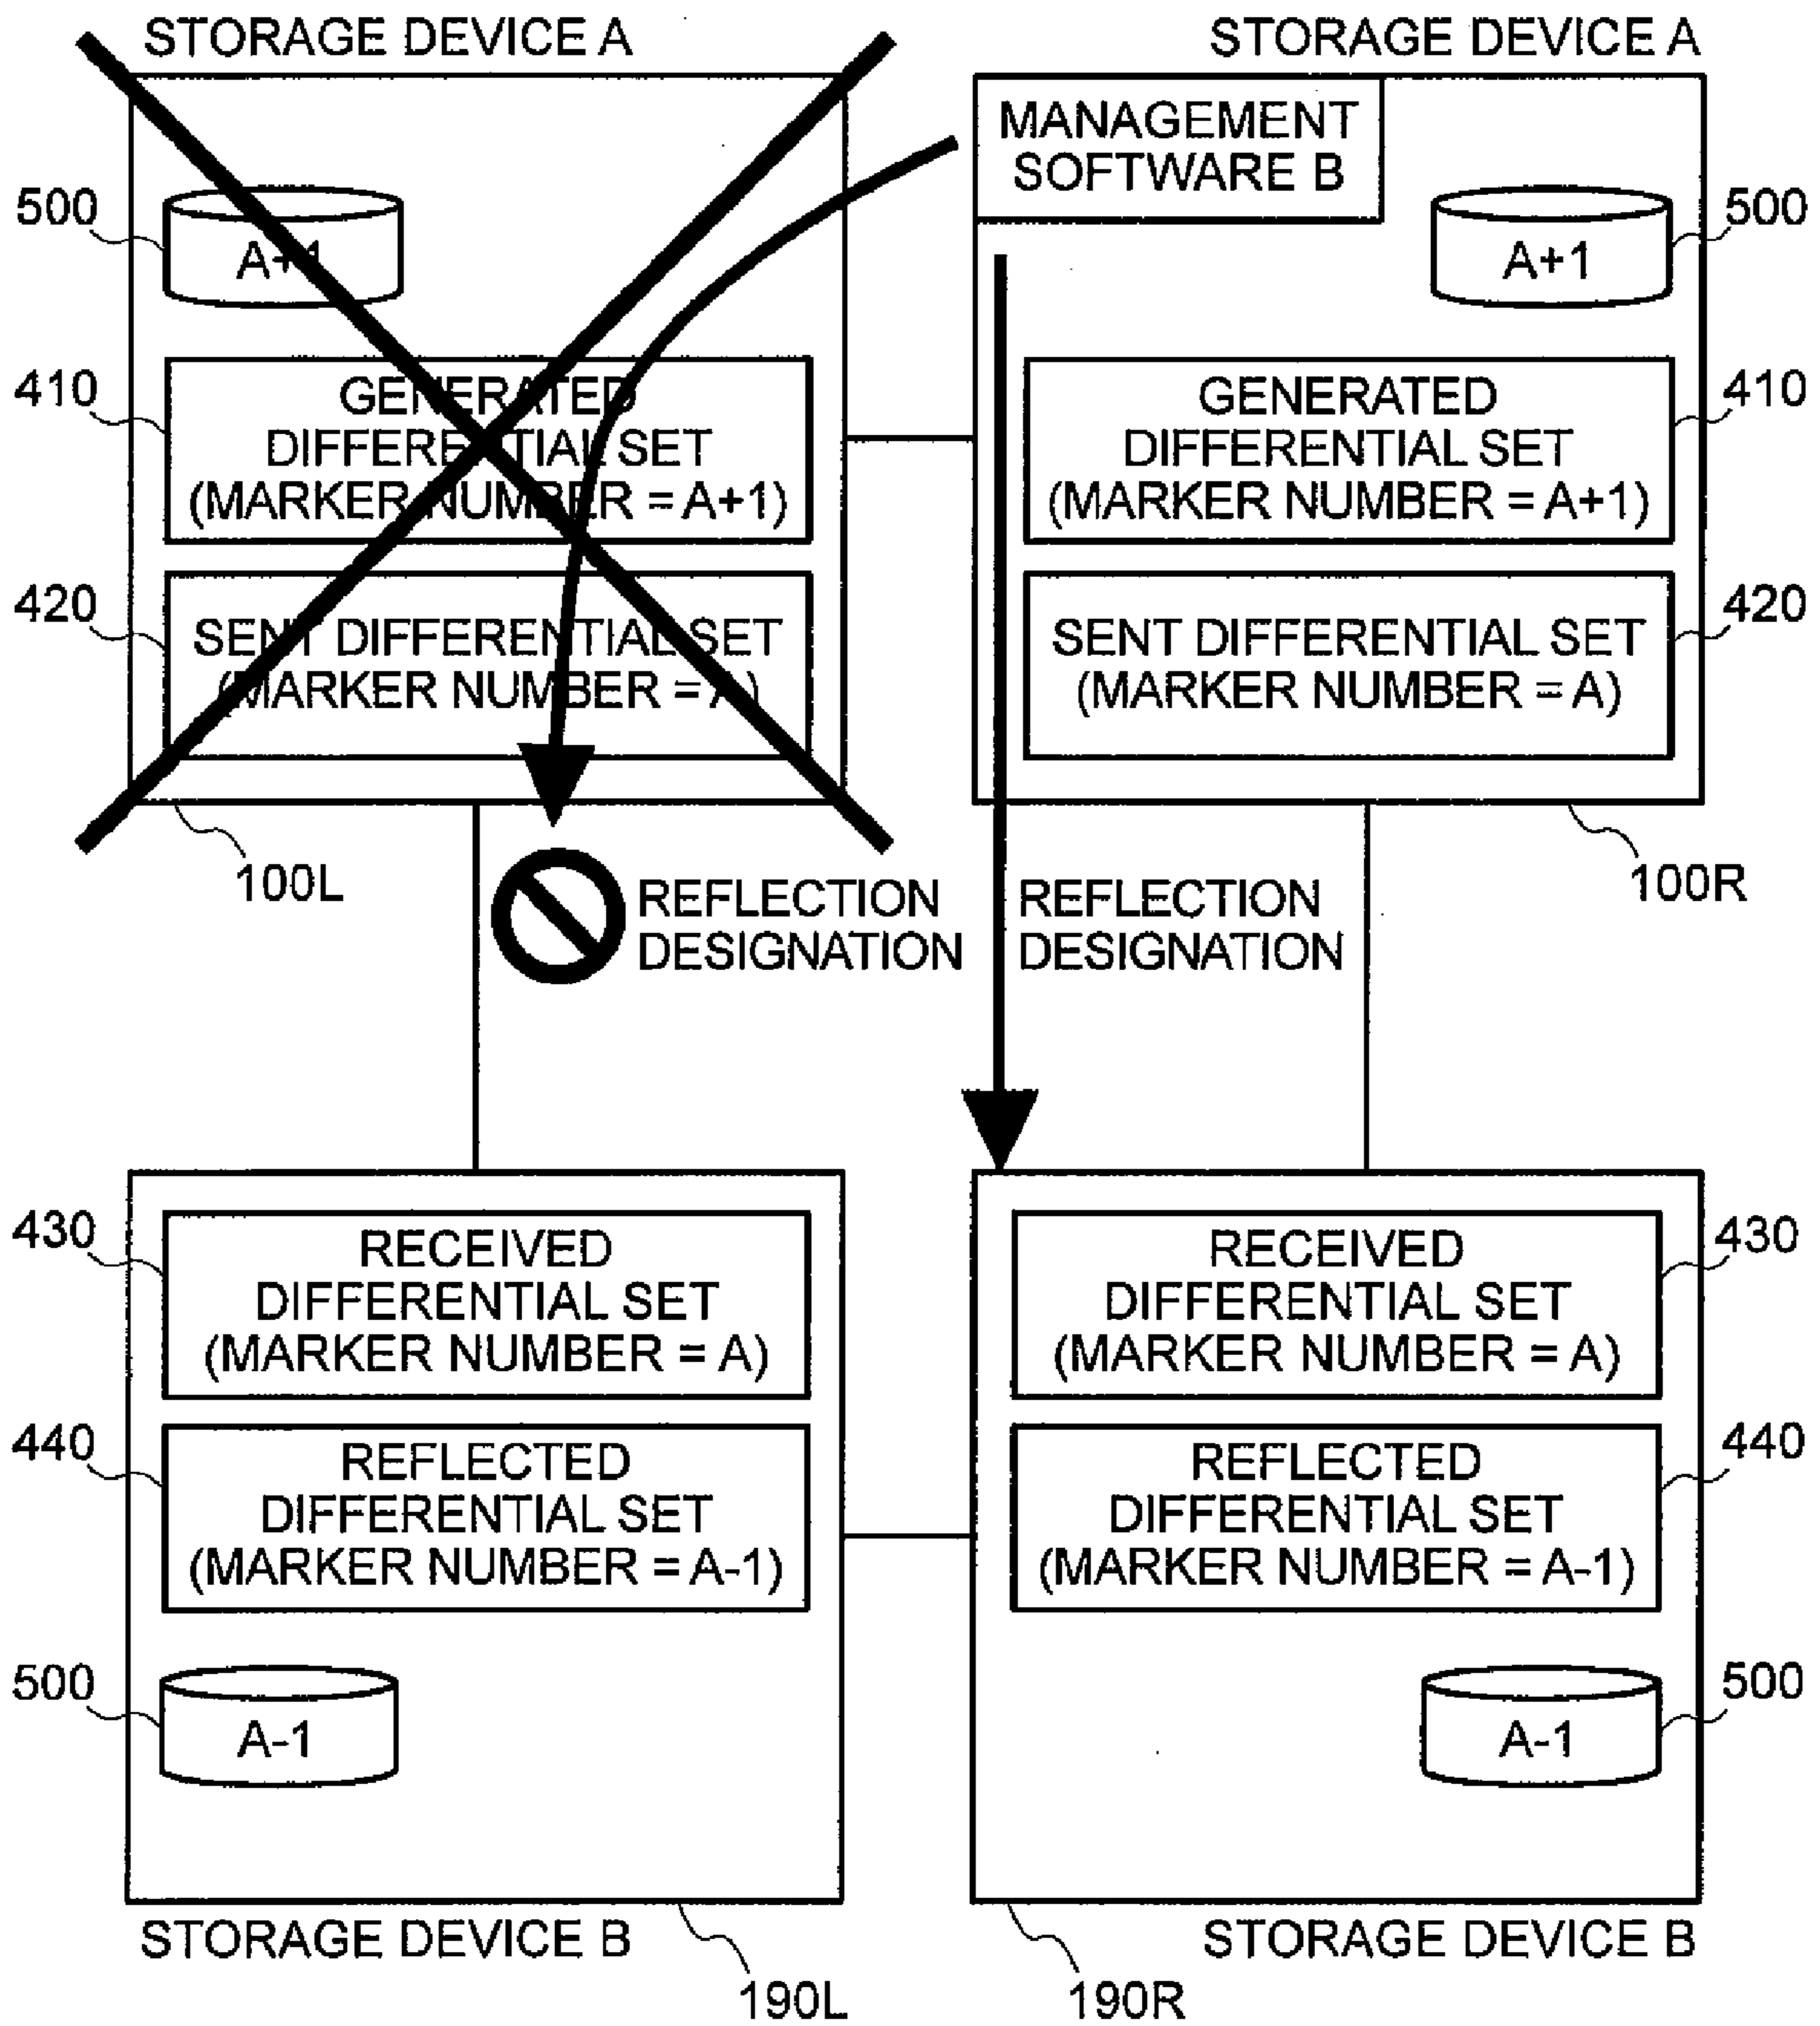 STORAGE DEVICE A
500
A+1
410
GENERATED
DIFFERENTIAL SET
(MARKER NUMBER = A+1)
420
SENT DIFFERENTIAL SET
(MARKER NUMBER = A)
100L
STORAGE DEVICE A
MANAGEMENT
SOFTWARE B
500
A+1
410
GENERATED
DIFFERENTIAL SET
(MARKER NUMBER = A+1)
420
SENT DIFFERENTIAL SET
(MARKER NUMBER = A)
100R
REFLECTION
DESIGNATION
REFLECTION
DESIGNATION
430
RECEIVED
DIFFERENTIAL SET
(MARKER NUMBER = A)
440
REFLECTED
DIFFERENTIAL SET
(MARKER NUMBER = A-1)
500
A-1
STORAGE DEVICE B
190L
430
RECEIVED
DIFFERENTIAL SET
(MARKER NUMBER = A)
440
REFLECTED
DIFFERENTIAL SET
(MARKER NUMBER = A-1)
500
A-1
STORAGE DEVICE B
190R